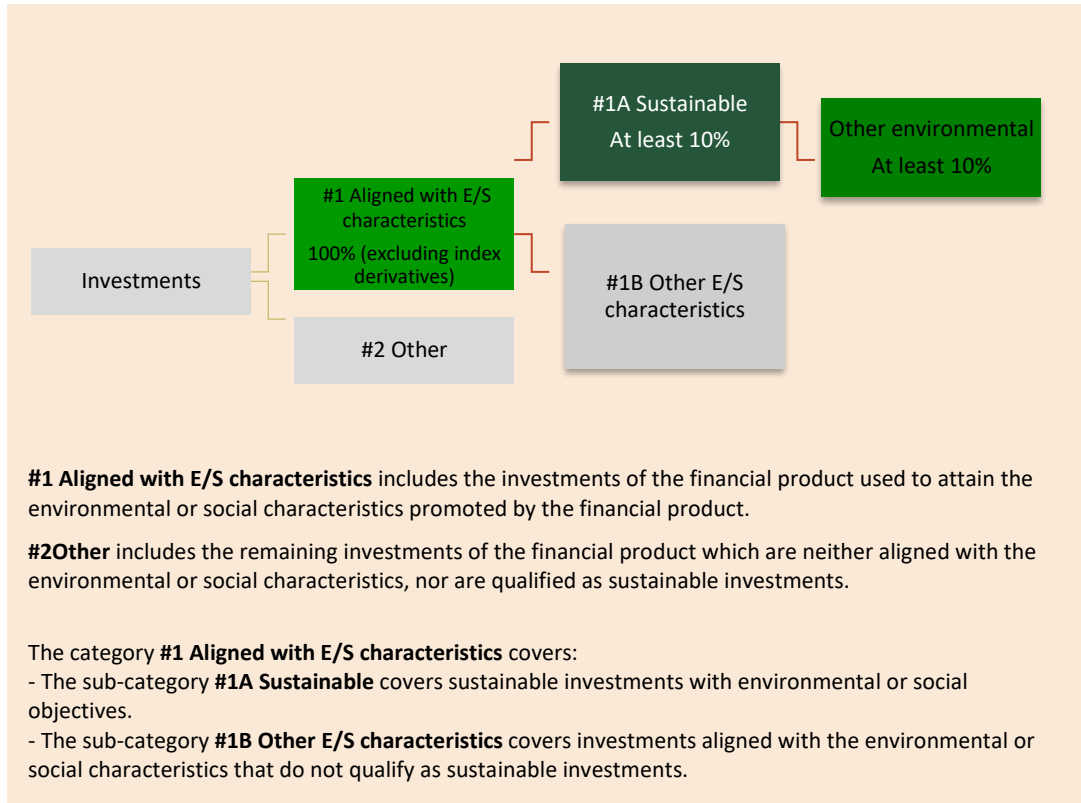 #1A Sustainable
At least 10%
Other environmental
At least 10%
#1 Aligned with E/S
characteristics
100% (excluding index
derivatives)
Investments
#1B Other E/S
characteristics
#2 Other
#1 Aligned with E/S characteristics includes the investments of the financial product used to attain the
environmental or social characteristics promoted by the financial product.
#2Other includes the remaining investments of the financial product which are neither aligned with the
environmental or social characteristics, nor are qualified as sustainable investments.
The category #1 Aligned with E/S characteristics covers:
- The sub-category #1A Sustainable covers sustainable investments with environmental or social
objectives.
- The sub-category #1B Other E/S characteristics covers investments aligned with the environmental or
social characteristics that do not qualify as sustainable investments.